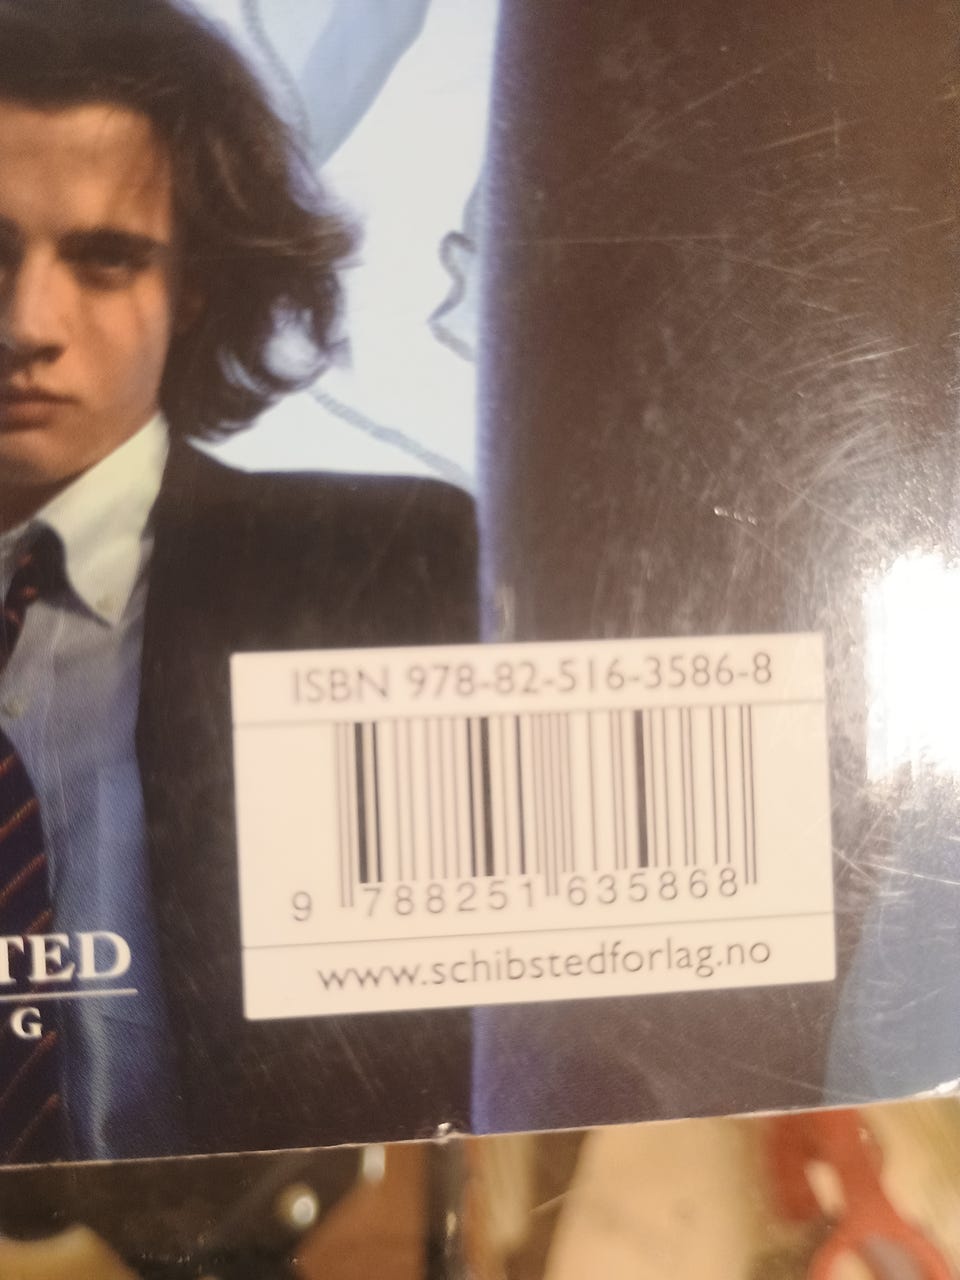 ISBN 978-82-516-3586-8
9 788251 635868
www.schibstedforlag.no
TED
G